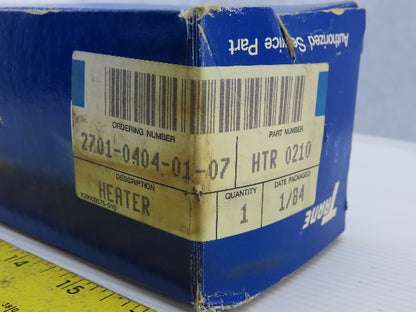 Authorized Service Part
ORDERING NUMBER
PART NUMBER
2701-0404-01-07
HTR 0210
DESCRIPTION
QUANTITY
DATE PACKAGED
HEATER
1
1/84
TRANE
14
15